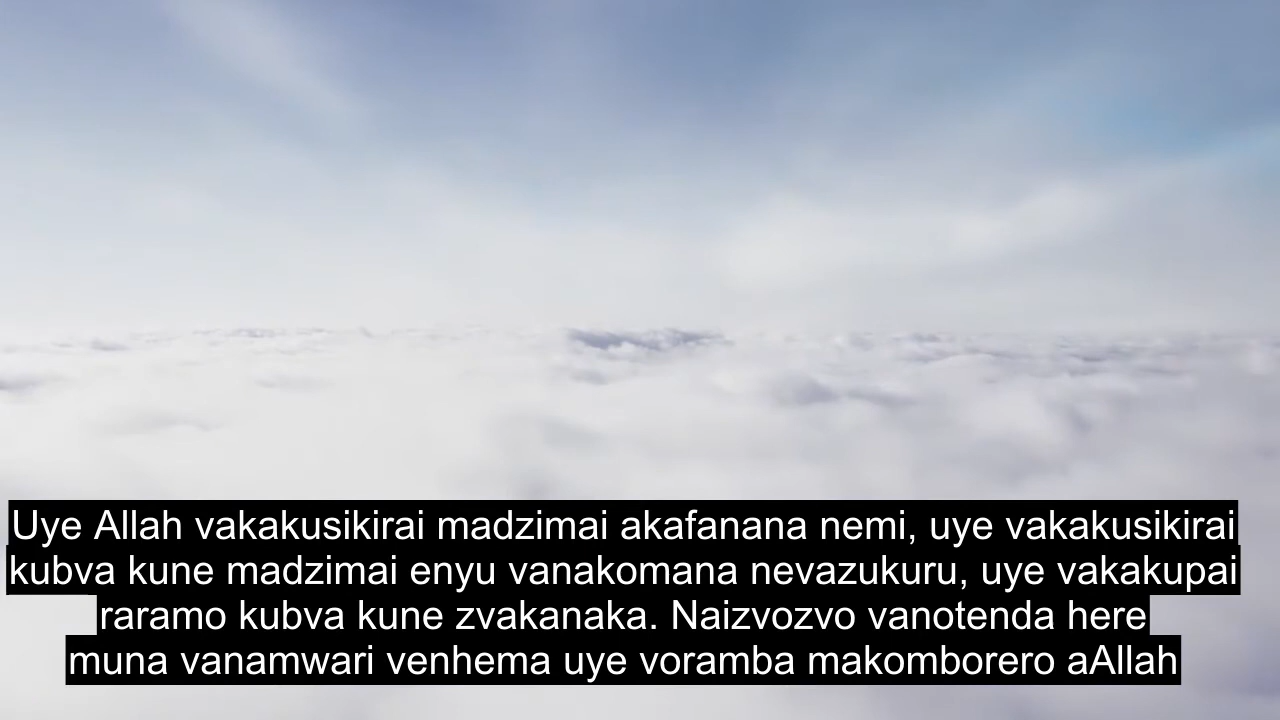 Uye Allah vakakusikirai madzimai akafanana nemi, uye vakakusikirai
kubva kune madzimai enyu vanakomana nevazukuru, uye vakakupai
raramo kubva kune zvakanaka. Naizvozvo vanotenda here
muna vanamwari venhema uye voramba makomborero aAllah